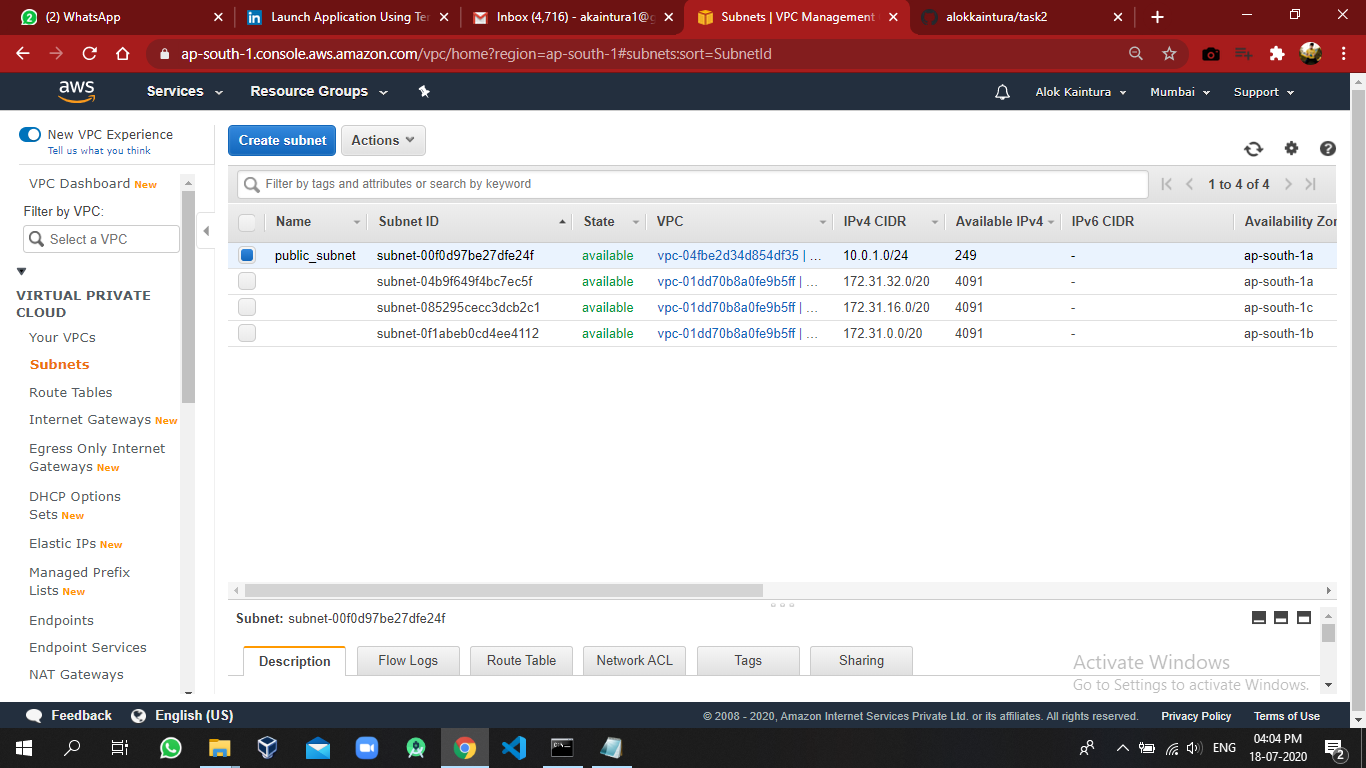 (2) WhatsApp
Launch Application Using Ter
Inbox (4,716) - akaintura1@g
Subnets | VPC Management
alokkaintura/task2
ap-south-1.console.aws.amazon.com/vpc/home?region=ap-south-1#subnets:sort=SubnetId
aws
Services
Resource Groups
Alok Kaintura
Mumbai
Support
New VPC Experience
Tell us what you think
VPC Dashboard New
Filter by VPC:
Select a VPC
VIRTUAL PRIVATE
CLOUD
Your VPCs
Subnets
Route Tables
Internet Gateways New
Egress Only Internet
Gateways New
DHCP Options
Sets New
Elastic IPs New
Managed Prefix
Lists New
Endpoints
Endpoint Services
NAT Gateways
Create subnet
Actions
Filter by tags and attributes or search by keyword
1 to 4 of 4
Name Subnet ID State VPC IPv4 CIDR Available IPv4 IPv6 CIDR Availability Zon
public_subnet subnet-00f0d97be27dfe24f available vpc-04fbe2d34d854df35 | ... 10.0.1.0/24 249 - ap-south-1a
subnet-04b9f649f4bc7ec5f available vpc-01dd70b8a0fe9b5ff | ... 172.31.32.0/20 4091 - ap-south-1a
subnet-085295cecc3dcb2c1 available vpc-01dd70b8a0fe9b5ff | ... 172.31.16.0/20 4091 - ap-south-1c
subnet-0f1abeb0cd4ee4112 available vpc-01dd70b8a0fe9b5ff | ... 172.31.0.0/20 4091 - ap-south-1b
Subnet: subnet-00f0d97be27dfe24f
Description
Flow Logs
Route Table
Network ACL
Tags
Sharing
Activate Windows
Go to Settings to activate Windows.
Feedback
English (US)
© 2008 - 2020, Amazon Internet Services Private Ltd. or its affiliates. All rights reserved.
Privacy Policy
Terms of Use
ENG
04:04 PM
18-07-2020
2